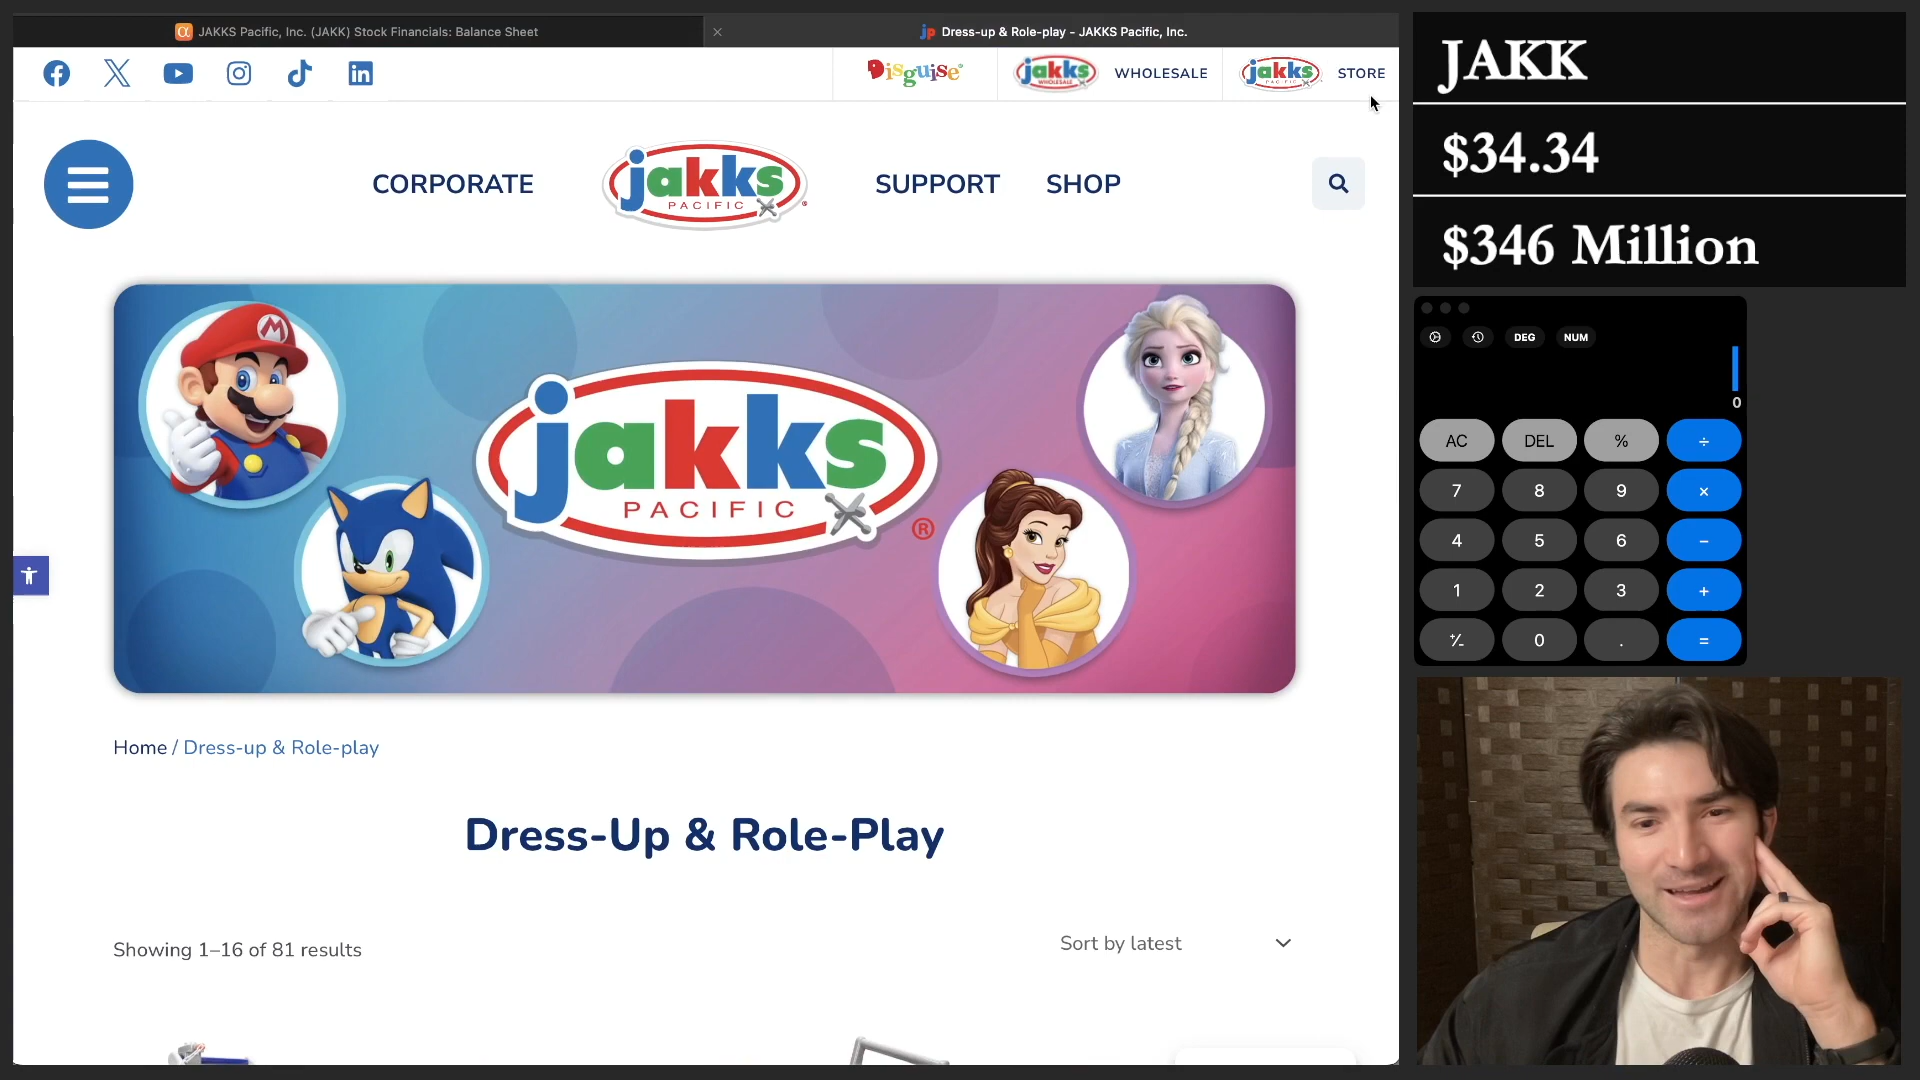 JAKKS Pacific, Inc. (JAKK) Stock Financials: Balance Sheet
Dress-up & Role-play - JAKKS Pacific, Inc.
Disguise
jakks WHOLESALE
WHOLESALE
jakks PACIFIC
STORE
CORPORATE
jakks
PACIFIC
SUPPORT
SHOP
M
jakks
PACIFIC
Home / Dress-up & Role-play
Dress-Up & Role-Play
Showing 1–16 of 81 results
Sort by latest
JAKK
$34.34
$346 Million
DEG
NUM
0
AC
DEL
%
÷
7
8
9
×
4
5
6
−
1
2
3
+
⁺∕₋
0
.
=